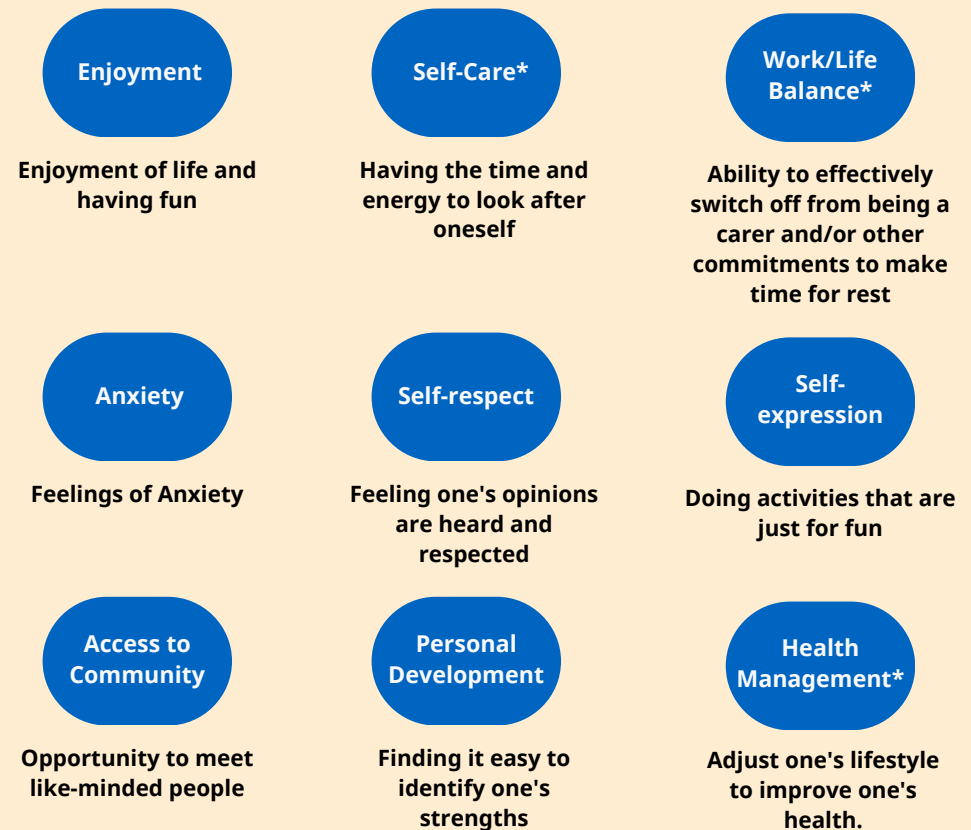 Enjoyment
Enjoyment of life and
having fun
Self-Care*
Having the time and
energy to look after
oneself
Work/Life
Balance*
Ability to effectively
switch off from being a
carer and/or other
commitments to make
time for rest
Anxiety
Feelings of Anxiety
Self-respect
Feeling one's opinions
are heard and
respected
Self-
expression
Doing activities that are
just for fun
Access to
Community
Opportunity to meet
like-minded people
Personal
Development
Finding it easy to
identify one's
strengths
Health
Management*
Adjust one's lifestyle
to improve one's
health.